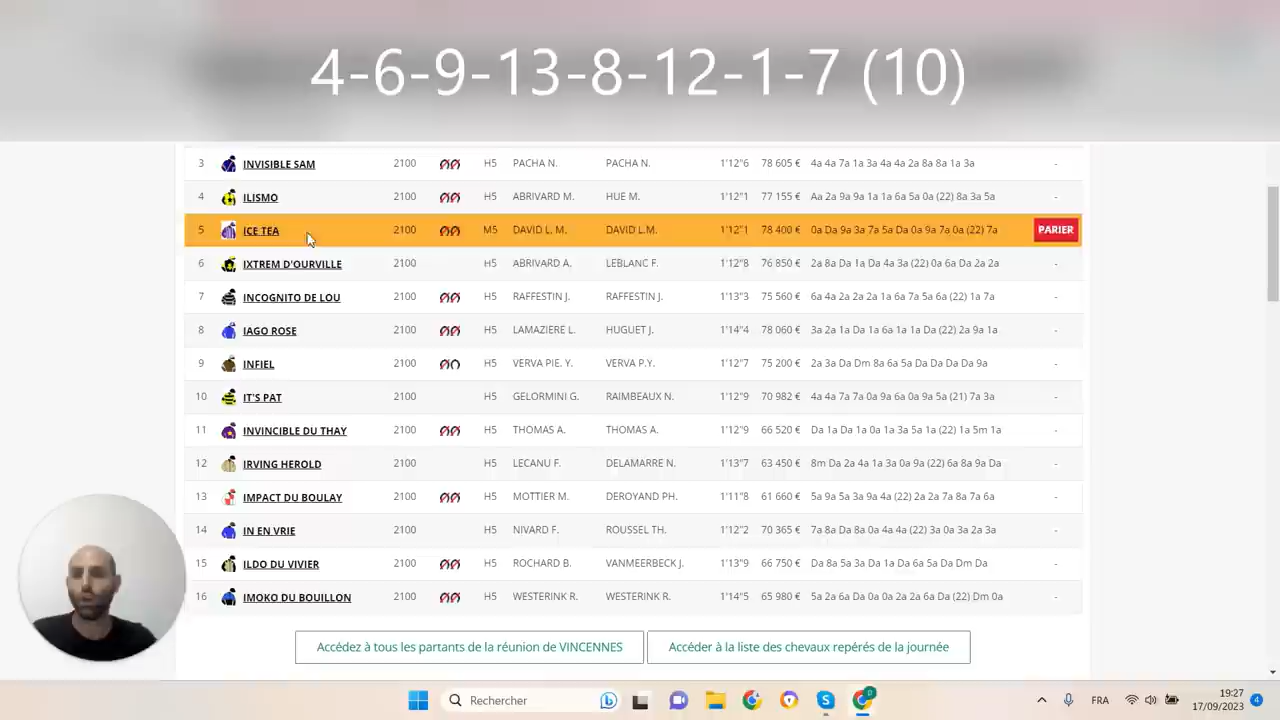 4-6-9-13-8-12-1-7 (10)
3 INVISIBLE SAM 2100 H5 PACHA N. PACHA N. 1'12"6 78 605 € 4a 4a 7a 1a 3a 4a 4a 2a 8a 8a 1a 3a -
4 ILISMO 2100 H5 ABRIVARD M. HUE M. 1'12"1 77 155 € Aa 2a 9a 9a 1a 1a 6a 5a 0a (22) 8a 3a 5a -
5 ICE TEA 2100 M5 DAVID L. M. DAVID L.M. 1'12"1 78 400 € 0a Da 9a 3a 7a 5a Da 0a 9a 7a 0a (22) 7a PARIER
6 IXTREM D'OURVILLE 2100 H5 ABRIVARD A. LEBLANC F. 1'12"8 76 850 € 2a 8a Da 1a Da 4a 3a (22) 0a 6a Da 2a 2a -
7 INCOGNITO DE LOU 2100 H5 RAFFESTIN J. RAFFESTIN J. 1'13"3 75 560 € 6a 4a 2a 2a 2a 1a 6a 7a 5a 6a (22) 1a 7a -
8 IAGO ROSE 2100 H5 LAMAZIERE L. HUGUET J. 1'14"4 78 060 € 3a 2a 1a Da 1a 6a 1a 1a Da (22) 2a 9a 1a -
9 INFIEL 2100 H5 VERVA PIE. Y. VERVA P.Y. 1'12"7 75 200 € 2a 3a Da Dm 8a 6a 5a Da Da Da Da 9a -
10 IT'S PAT 2100 H5 GELORMINI G. RAIMBEAUX N. 1'12"9 70 982 € 4a 4a 7a 7a 0a 9a 6a 0a 9a 5a (21) 7a 3a -
11 INVINCIBLE DU THAY 2100 H5 THOMAS A. THOMAS A. 1'12"9 66 520 € Da 1a Da 1a 0a 1a 3a 5a 1a (22) 1a 5m 1a -
12 IRVING HEROLD 2100 H5 LECANU F. DELAMARRE N. 1'13"7 63 450 € 8m Da 2a 4a 1a 3a 0a 9a (22) 6a 8a 9a Da -
13 IMPACT DU BOULAY 2100 H5 MOTTIER M. DEROYAND PH. 1'11"8 61 660 € 5a 9a 5a 3a 9a 4a (22) 2a 2a 7a 8a 7a 6a -
14 IN EN VRIE 2100 H5 NIVARD F. ROUSSEL TH. 1'12"2 70 365 € 7a 8a Da 8a 0a 4a 4a (22) 3a 0a 3a 2a 3a -
15 ILDO DU VIVIER 2100 H5 ROCHARD B. VANMEERBECK J. 1'13"9 66 750 € Da 8a 5a 3a Da 1a Da 6a 5a Da Dm Da -
16 IMOKO DU BOUILLON 2100 H5 WESTERINK R. WESTERINK R. 1'14"5 65 980 € 5a 2a 6a Da 0a 0a 2a 2a 6a Da (22) Dm 0a -
Accédez à tous les partants de la réunion de VINCENNES Accéder à la liste des chevaux repérés de la journée
Rechercher FRA 19:27
17/09/2023 4